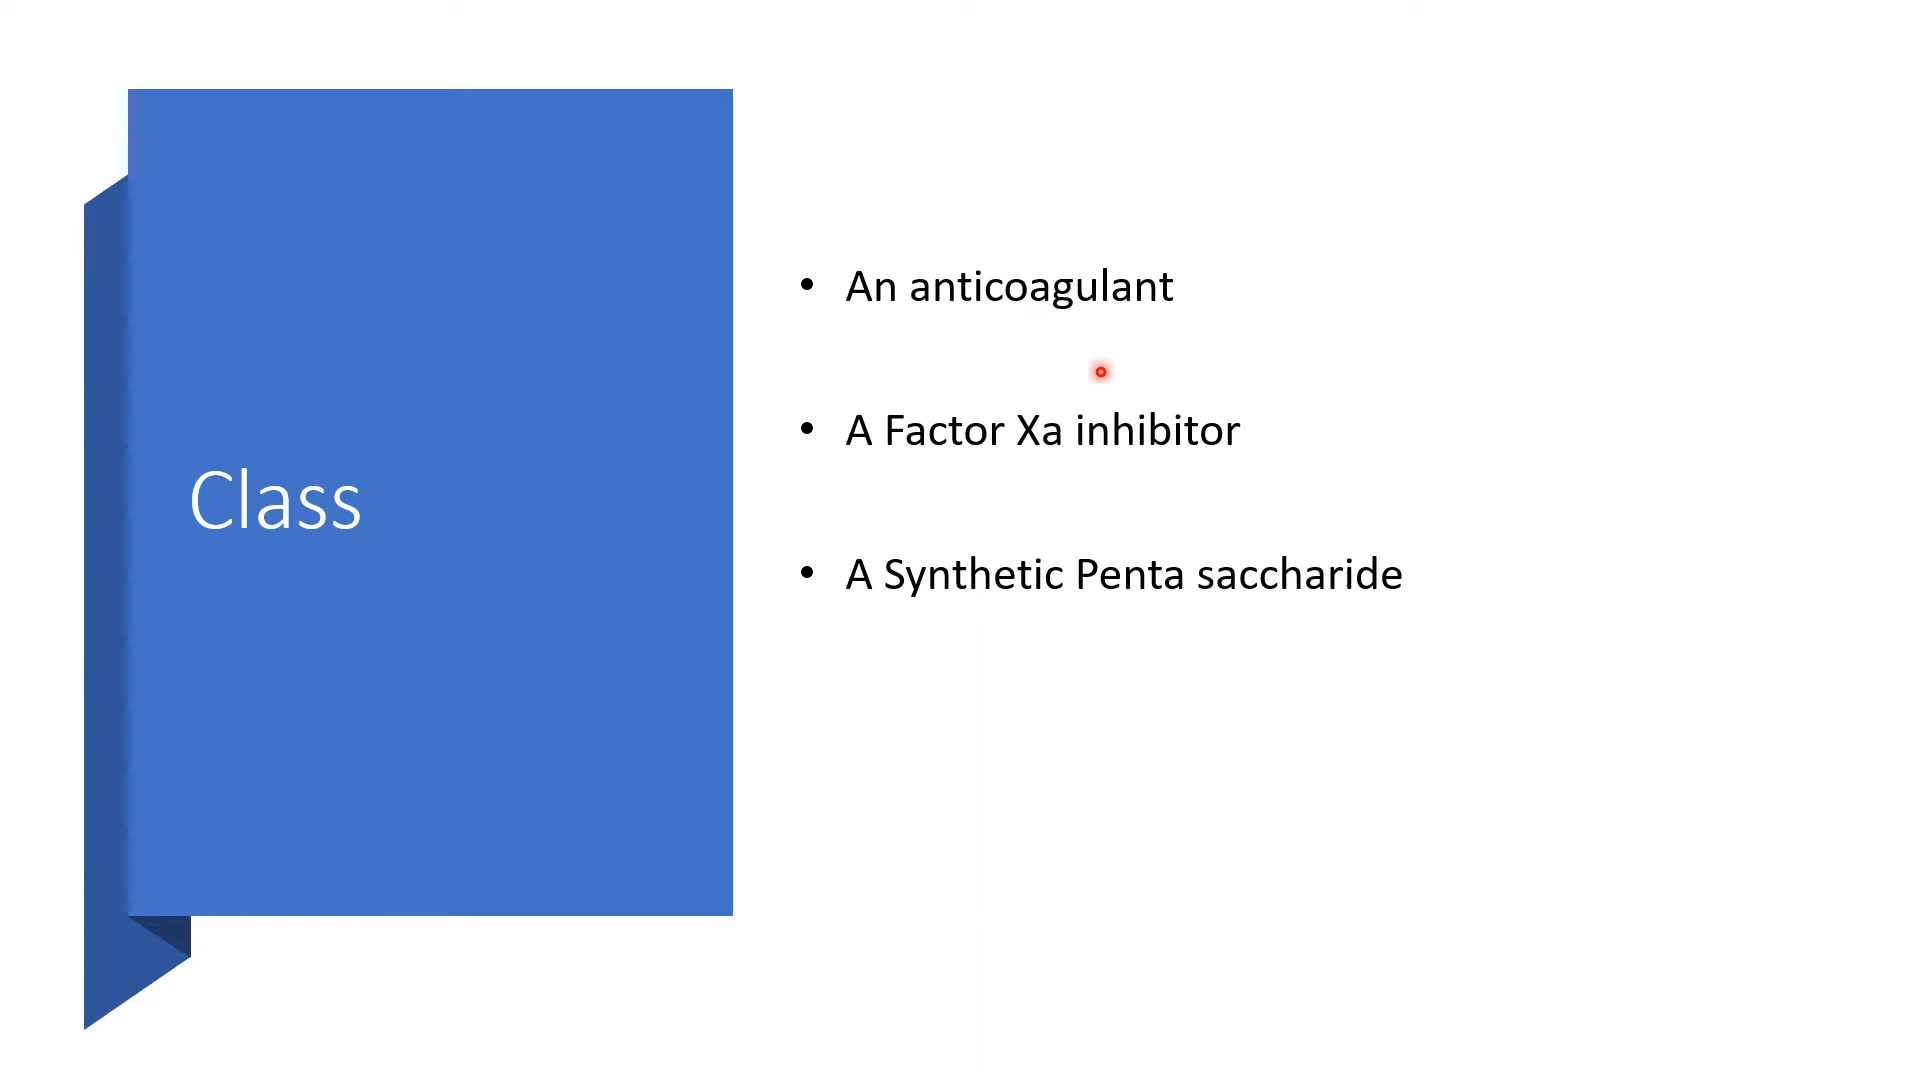 Class
• An anticoagulant
• A Factor Xa inhibitor
• A Synthetic Penta saccharide